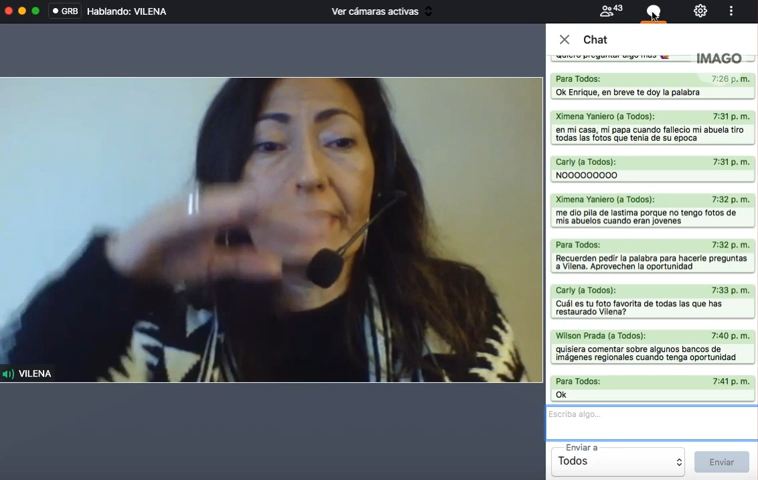 GRB
Hablando: VILENA
Ver cámaras activas
43
Chat
IMAGO
Para Todos: 7:26 p. m.
Ok Enrique, en breve te doy la palabra
Ximena Yaniero (a Todos): 7:31 p. m.
en mi casa, mi papa cuando fallecio mi abuela tiro
todas las fotos que tenia de su epoca
Carly (a Todos): 7:31 p. m.
NOOOOOOOOO
Ximena Yaniero (a Todos): 7:32 p. m.
me dio pila de lastima porque no tengo fotos de
mis abuelos cuando eran jovenes
Para Todos: 7:32 p. m.
Recuerden pedir la palabra para hacerle preguntas
a Vilena. Aprovechen la oportunidad
Carly (a Todos): 7:33 p. m.
Cuál es tu foto favorita de todas las que has
restaurado Vilena?
Wilson Prada (a Todos): 7:40 p. m.
quisiera comentar sobre algunos bancos de
imágenes regionales cuando tenga oportunidad
Para Todos: 7:41 p. m.
Ok
Escriba algo...
Enviar a
Todos
Enviar
VILENA